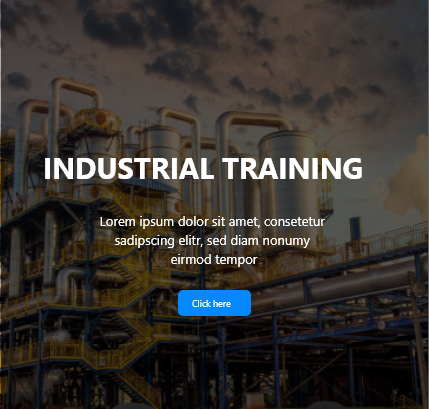 INDUSTRIAL TRAINING
Lorem ipsum dolor sit amet, consetetur
sadipscing elitr, sed diam nonumy
eirmod tempor
Click here